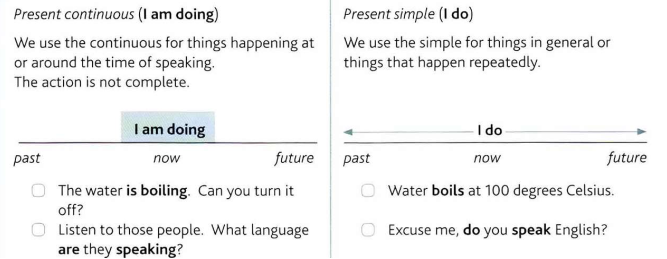 Present continuous (I am doing)
We use the continuous for things happening at
or around the time of speaking.
The action is not complete.
I am doing
past now future
The water is boiling. Can you turn it
off?
Listen to those people. What language
are they speaking?
Present simple (I do)
We use the simple for things in general or
things that happen repeatedly.
I do
past now future
Water boils at 100 degrees Celsius.
Excuse me, do you speak English?